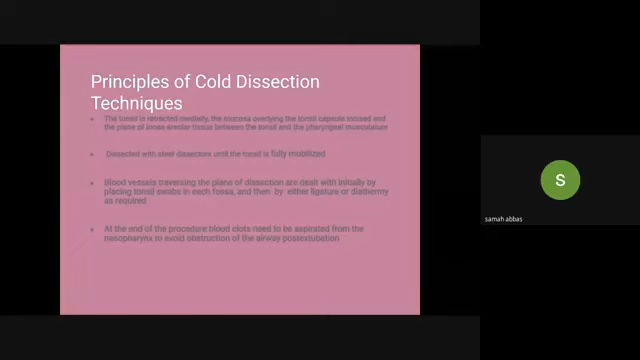 Principles of Cold Dissection
Techniques
The tonsil is retracted medially, the mucosa overlying the tonsil capsule incised and
the plane of loose areolar tissue between the tonsil and the pharyngeal musculature
Dissected with steel dissectors until the tonsil is fully mobilized
Blood vessels traversing the plane of dissection are dealt with initially by
placing tonsil swabs in each fossa, and then by either ligature or diathermy
as required
At the end of the procedure blood clots need to be aspirated from the
nasopharynx to avoid obstruction of the airway postextubation
S
samah abbas